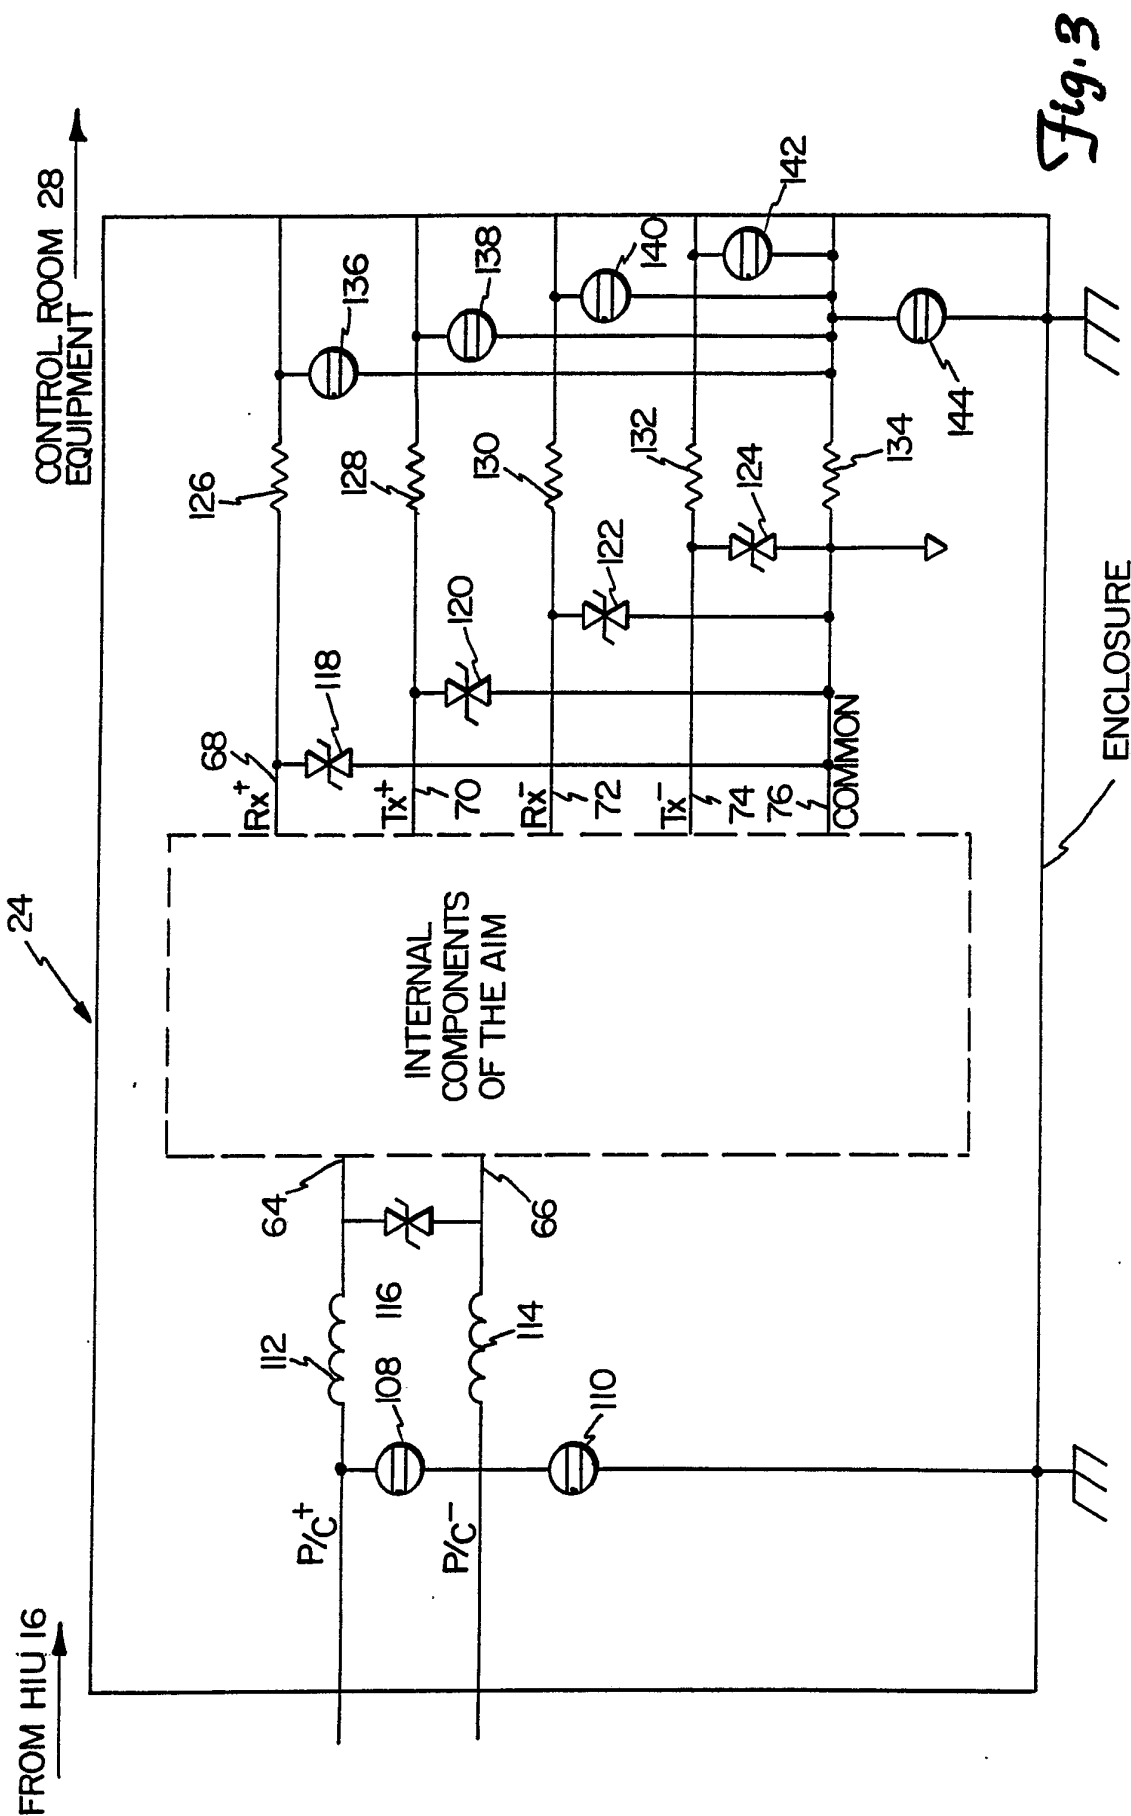 FROM HIU 16
24
CONTROL ROOM 28
EQUIPMENT
P/C+
P/C-
112
108
116
114
110
64
66
INTERNAL
COMPONENTS
OF THE AIM
Rx+
68
118
Tx+
70
120
Rx-
72
122
Tx-
74
124
76
COMMON
126
128
130
132
134
136
138
140
142
144
ENCLOSURE
Fig. 3